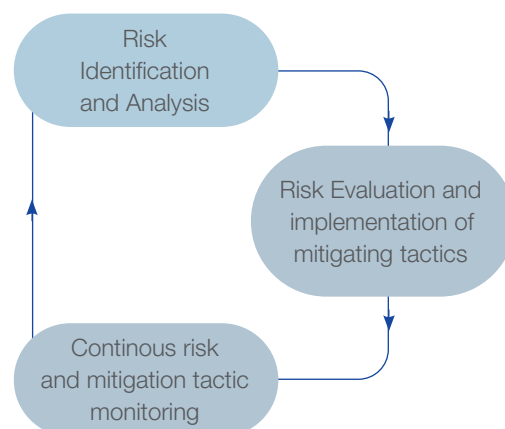 Risk
Identification
and Analysis
Risk Evaluation and
implementation of
mitigating tactics
Continous risk
and mitigation tactic
monitoring